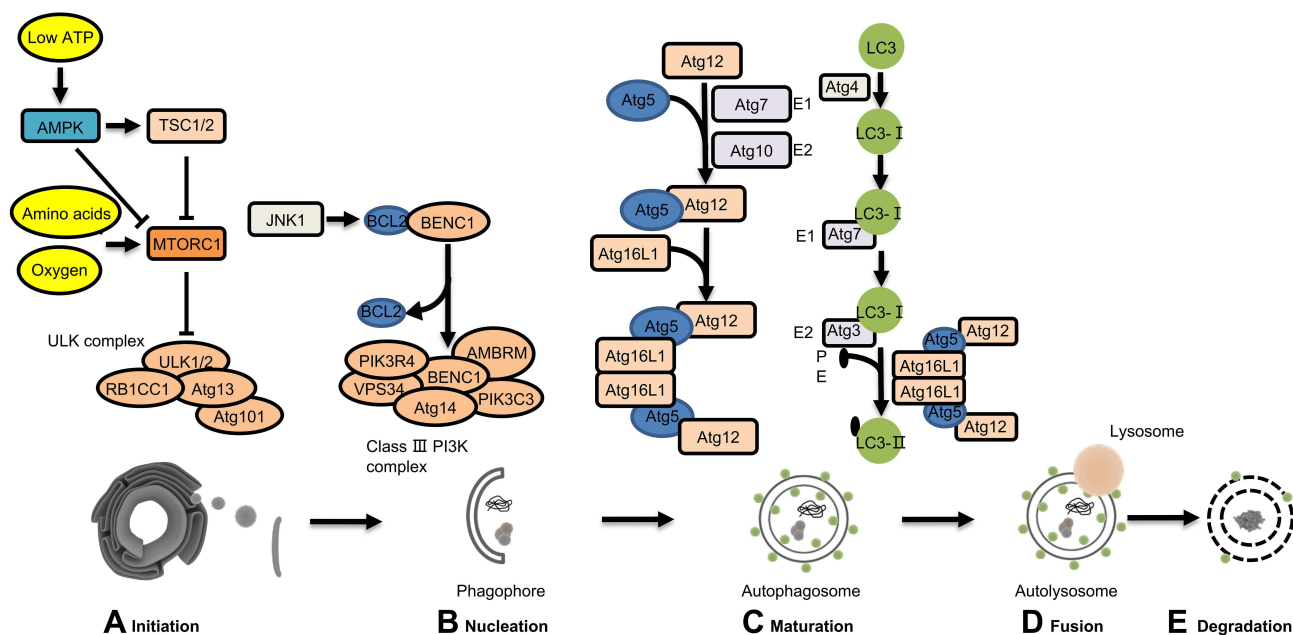 Low ATP
AMPK
TSC1/2
Amino acids
MTORC1
Oxygen
ULK complex
ULK1/2
RB1CC1
Atg13
Atg101
JNK1
BCL2
BENC1
BCL2
PIK3R4
AMBRM
VPS34
BENC1
PIK3C3
Atg14
Class III PI3K
complex
Atg12
Atg5
Atg7
E1
Atg10
E2
Atg5
Atg12
Atg16L1
Atg5
Atg12
Atg16L1
Atg16L1
Atg5
Atg12
LC3
Atg4
LC3-I
LC3-I
E1
Atg7
LC3-I
E2
Atg3
P
E
LC3-II
Atg12
Atg5
Atg16L1
Atg16L1
Atg5
Atg12
Lysosome
Phagophore
Autophagosome
Autolysosome
A Initiation
B Nucleation
C Maturation
D Fusion
E Degradation